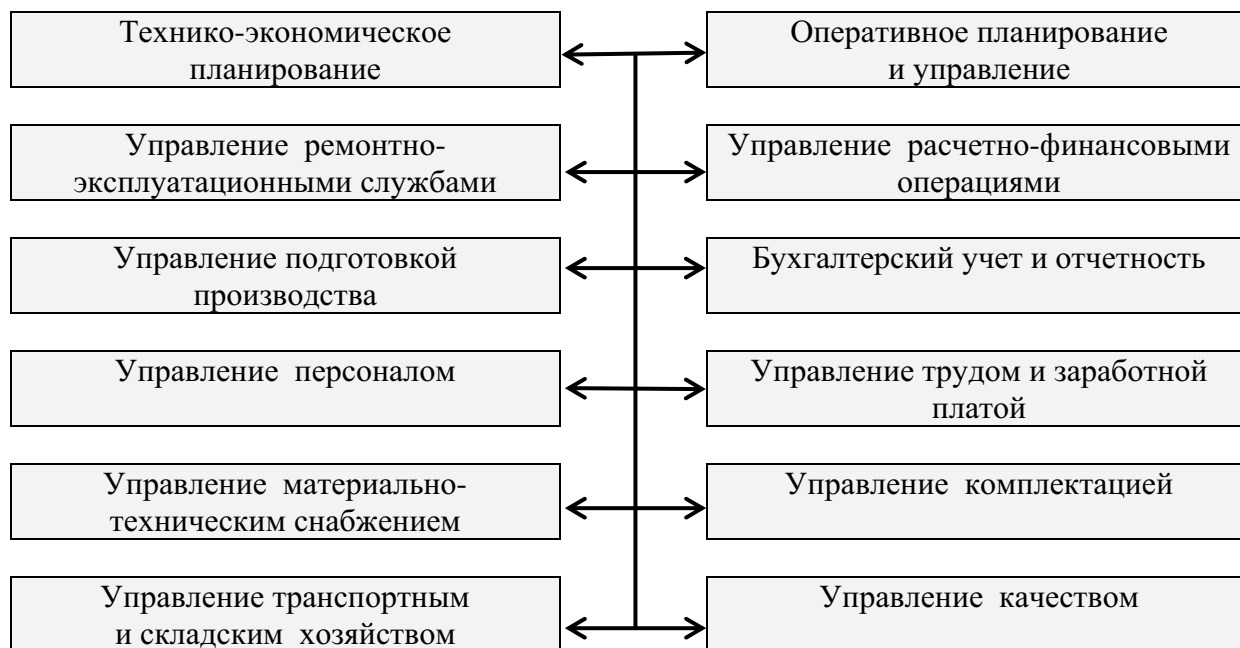 Технико-экономическое
планирование
Оперативное планирование
и управление
Управление ремонтно-
эксплуатационными службами
Управление расчетно-финансовыми
операциями
Управление подготовкой
производства
Бухгалтерский учет и отчетность
Управление персоналом
Управление трудом и заработной
платой
Управление материально-
техническим снабжением
Управление комплектацией
Управление транспортным
и складским хозяйством
Управление качеством